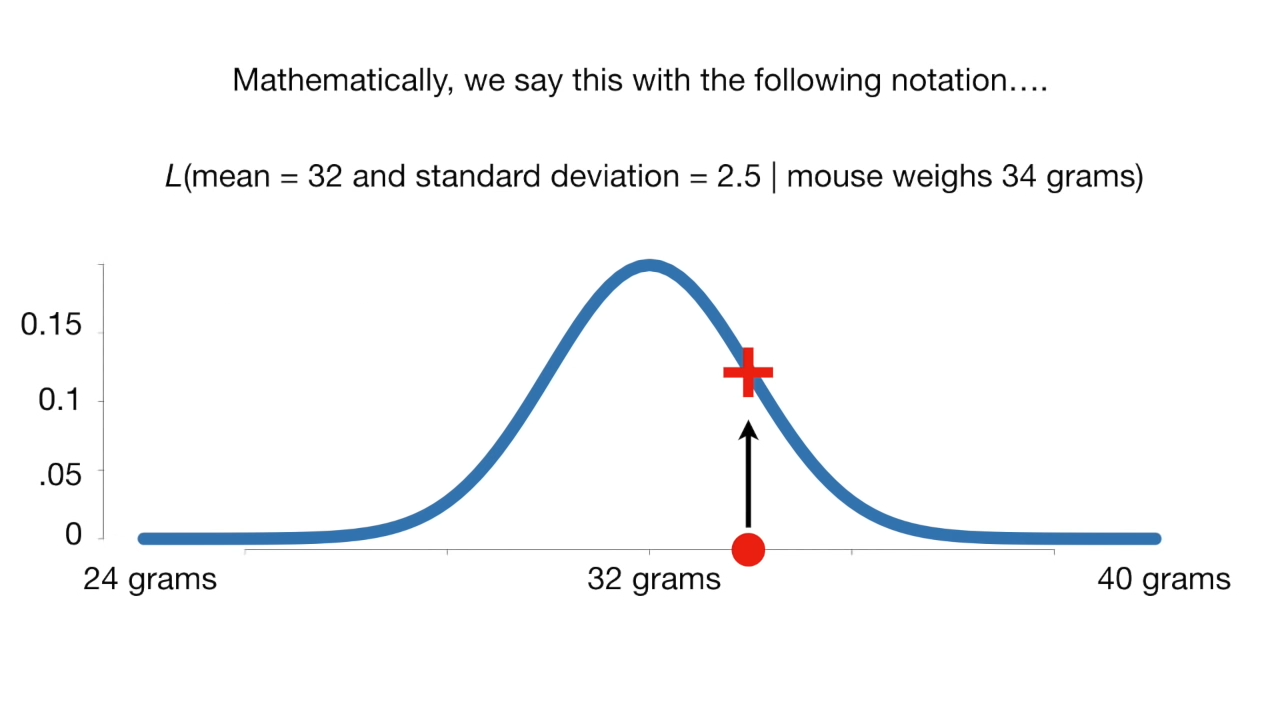 Mathematically, we say this with the following notation….
L(mean = 32 and standard deviation = 2.5 | mouse weighs 34 grams)
0.15
0.1
.05
0
24 grams
32 grams
40 grams